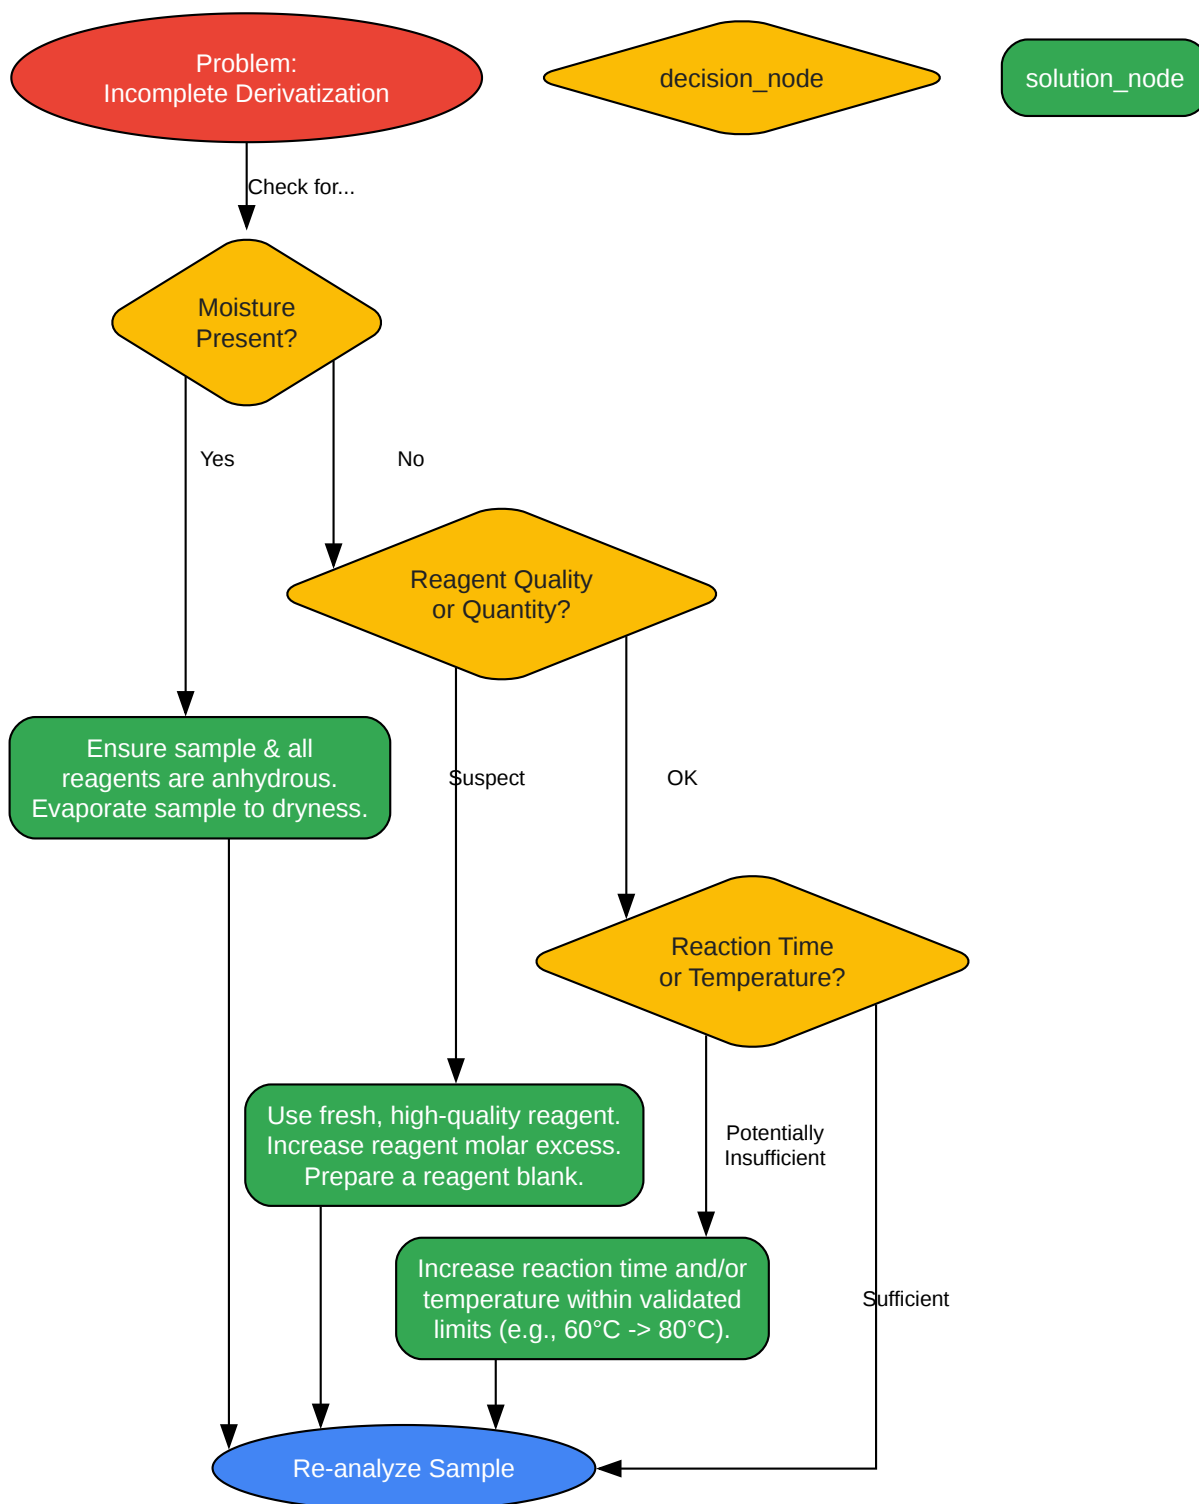 Problem:
Incomplete Derivatization
decision_node
solution_node
Check for...
Moisture
Present?
Yes
No
Reagent Quality
or Quantity?
Ensure sample & all
reagents are anhydrous.
Evaporate sample to dryness.
Suspect
OK
Reaction Time
or Temperature?
Use fresh, high-quality reagent.
Increase reagent molar excess.
Prepare a reagent blank.
Potentially
Insufficient
Increase reaction time and/or
temperature within validated
limits (e.g., 60°C -> 80°C).
Sufficient
Re-analyze Sample